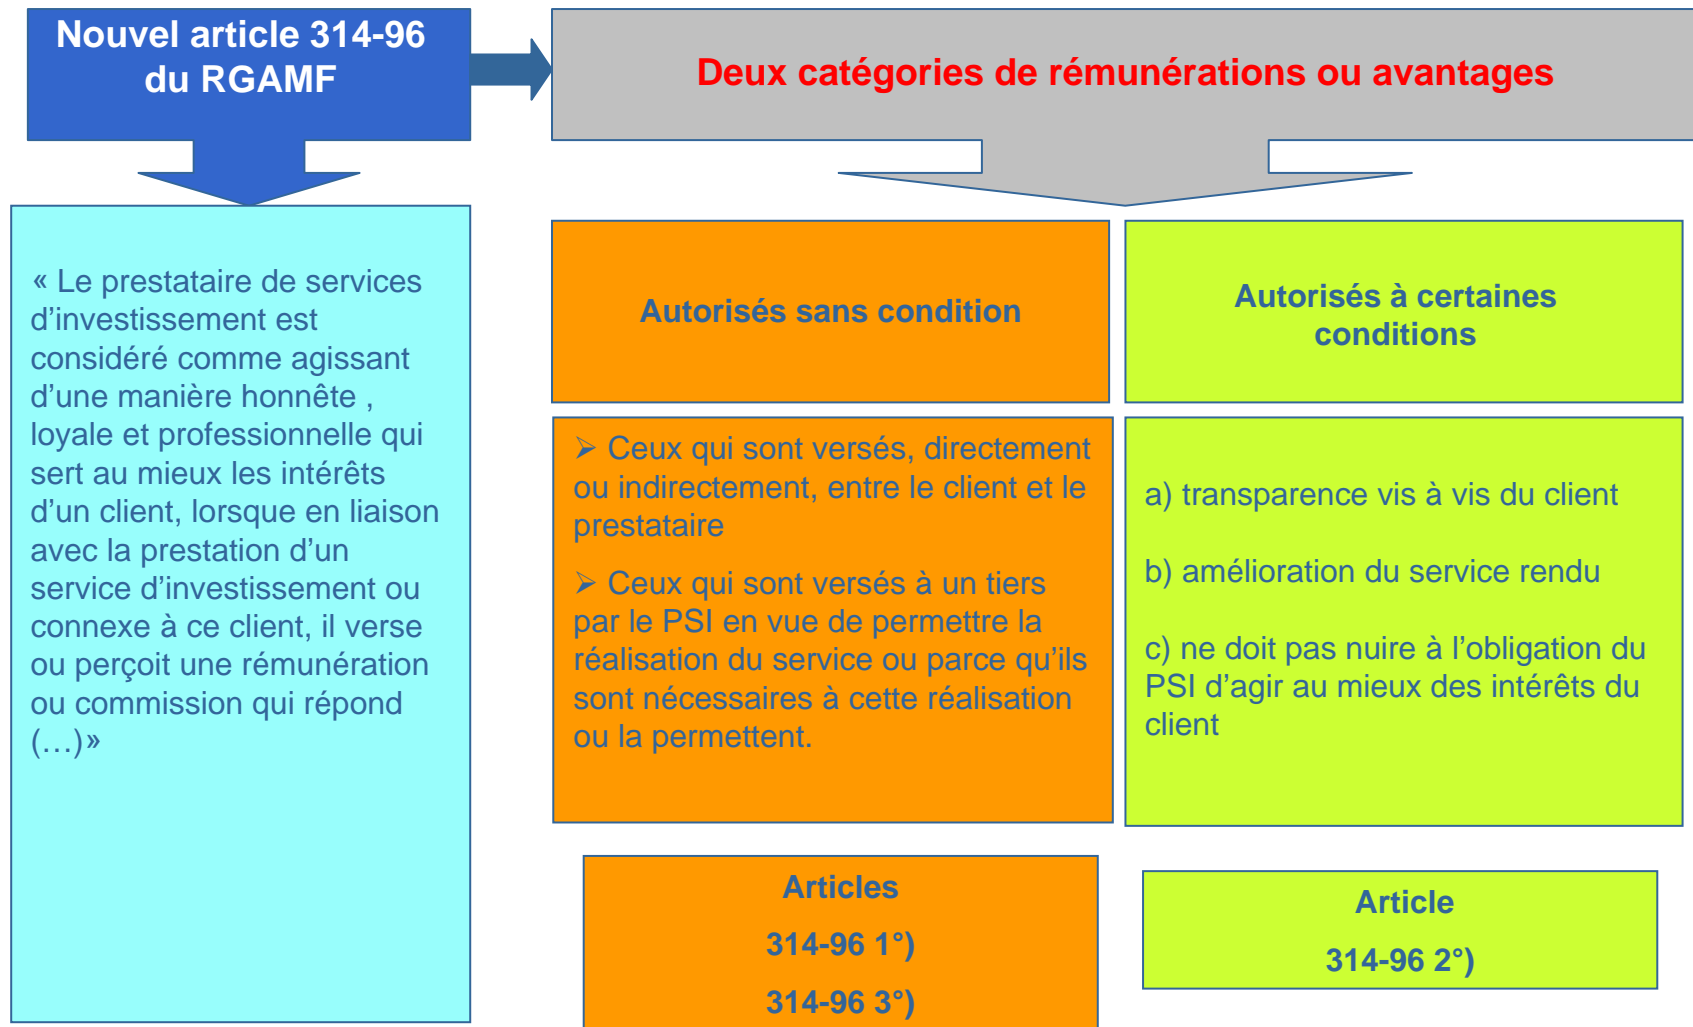 Nouvel article 314-96
du RGAMF
Deux catégories de rémunérations ou avantages
« Le prestataire de services
d’investissement est
considéré comme agissant
d’une manière honnête ,
loyale et professionnelle qui
sert au mieux les intérêts
d’un client, lorsque en liaison
avec la prestation d’un
service d’investissement ou
connexe à ce client, il verse
ou perçoit une rémunération
ou commission qui répond
(…)»
Autorisés sans condition
➢ Ceux qui sont versés, directement
ou indirectement, entre le client et le
prestataire
➢ Ceux qui sont versés à un tiers
par le PSI en vue de permettre la
réalisation du service ou parce qu’ils
sont nécessaires à cette réalisation
ou la permettent.
Articles
314-96 1°)
314-96 3°)
Autorisés à certaines
conditions
a) transparence vis à vis du client
b) amélioration du service rendu
c) ne doit pas nuire à l’obligation du
PSI d’agir au mieux des intérêts du
client
Article
314-96 2°)